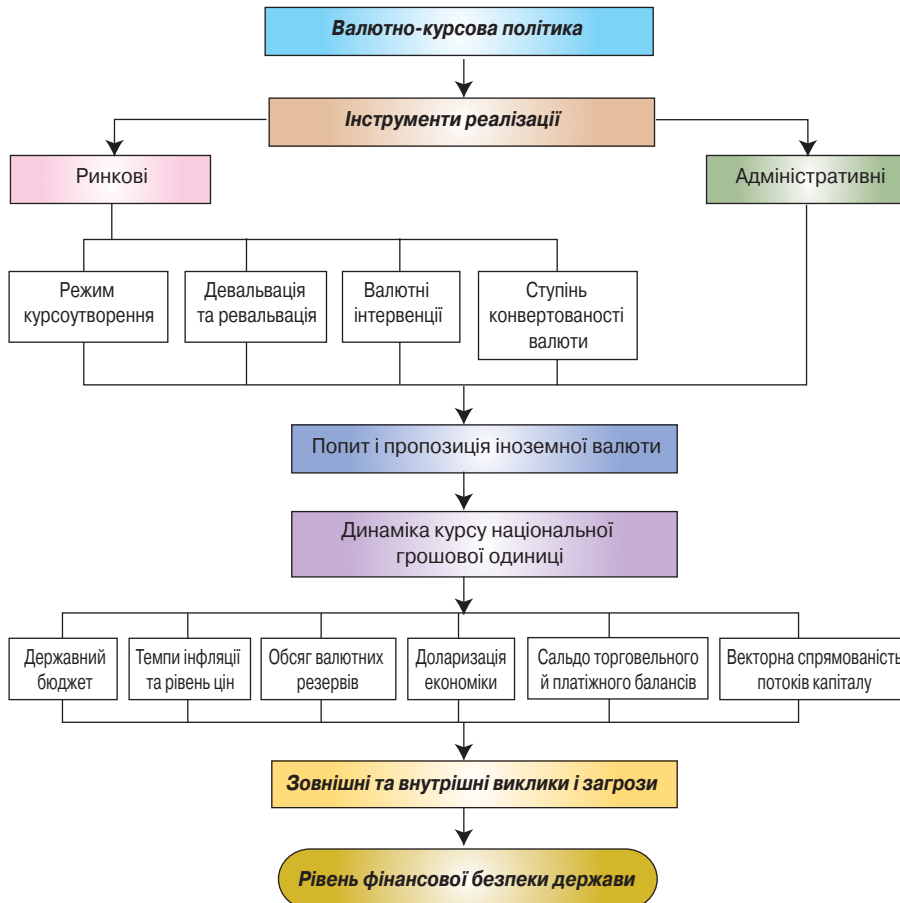 Валютно-курсова політика
Інструменти реалізації
Ринкові
Адміністративні
Режим
курсоутворення
Девальвація
та ревальвація
Валютні
інтервенції
Ступінь
конвертованості
валюти
Попит і пропозиція іноземної валюти
Динаміка курсу національної
грошової одиниці
Державний
бюджет
Темпи інфляції
та рівень цін
Обсяг валютних
резервів
Доларизація
економіки
Сальдо торговельного
й платіжного балансів
Векторна спрямованість
потоків капіталу
Зовнішні та внутрішні виклики і загрози
Рівень фінансової безпеки держави